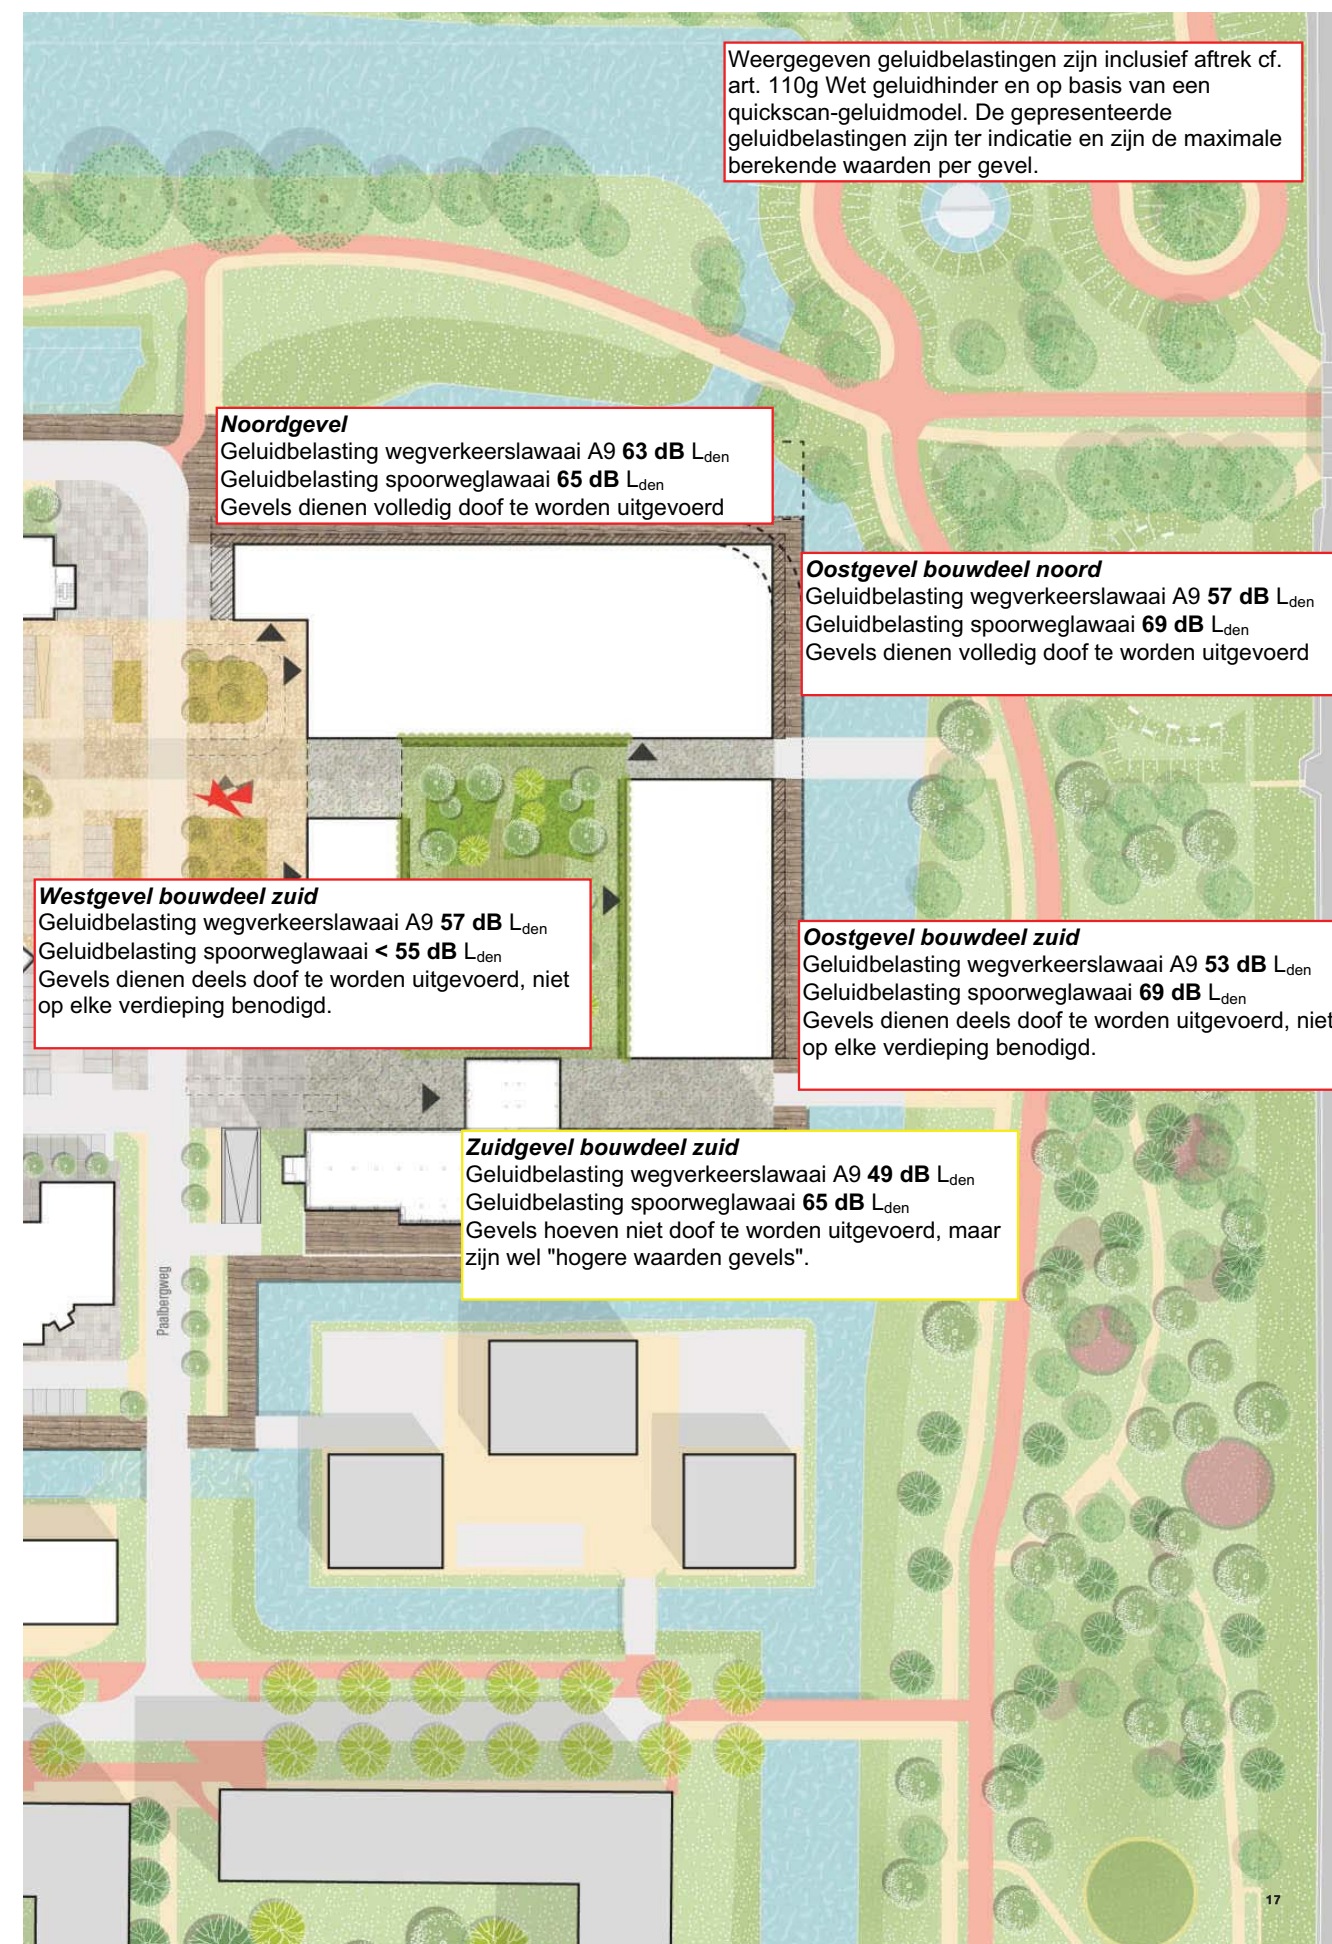 Weergegeven geluidbelastingen zijn inclusief aftrek cf.
art. 110g Wet geluidhinder en op basis van een
quickscan-geluidmodel. De gepresenteerde
geluidbelastingen zijn ter indicatie en zijn de maximale
berekende waarden per gevel.
Noordgevel
Geluidbelasting wegverkeerslawaai A9 63 dB Lden
Geluidbelasting spoorweglawaai 65 dB Lden
Gevels dienen volledig doof te worden uitgevoerd
Oostgevel bouwdeel noord
Geluidbelasting wegverkeerslawaai A9 57 dB Lden
Geluidbelasting spoorweglawaai 69 dB Lden
Gevels dienen volledig doof te worden uitgevoerd
Westgevel bouwdeel zuid
Geluidbelasting wegverkeerslawaai A9 57 dB Lden
Geluidbelasting spoorweglawaai < 55 dB Lden
Gevels dienen deels doof te worden uitgevoerd, niet
op elke verdieping benodigd.
Oostgevel bouwdeel zuid
Geluidbelasting wegverkeerslawaai A9 53 dB Lden
Geluidbelasting spoorweglawaai 69 dB Lden
Gevels dienen deels doof te worden uitgevoerd, niet
op elke verdieping benodigd.
Zuidgevel bouwdeel zuid
Geluidbelasting wegverkeerslawaai A9 49 dB Lden
Geluidbelasting spoorweglawaai 65 dB Lden
Gevels hoeven niet doof te worden uitgevoerd, maar
zijn wel "hogere waarden gevels".
Paalbergweg
17